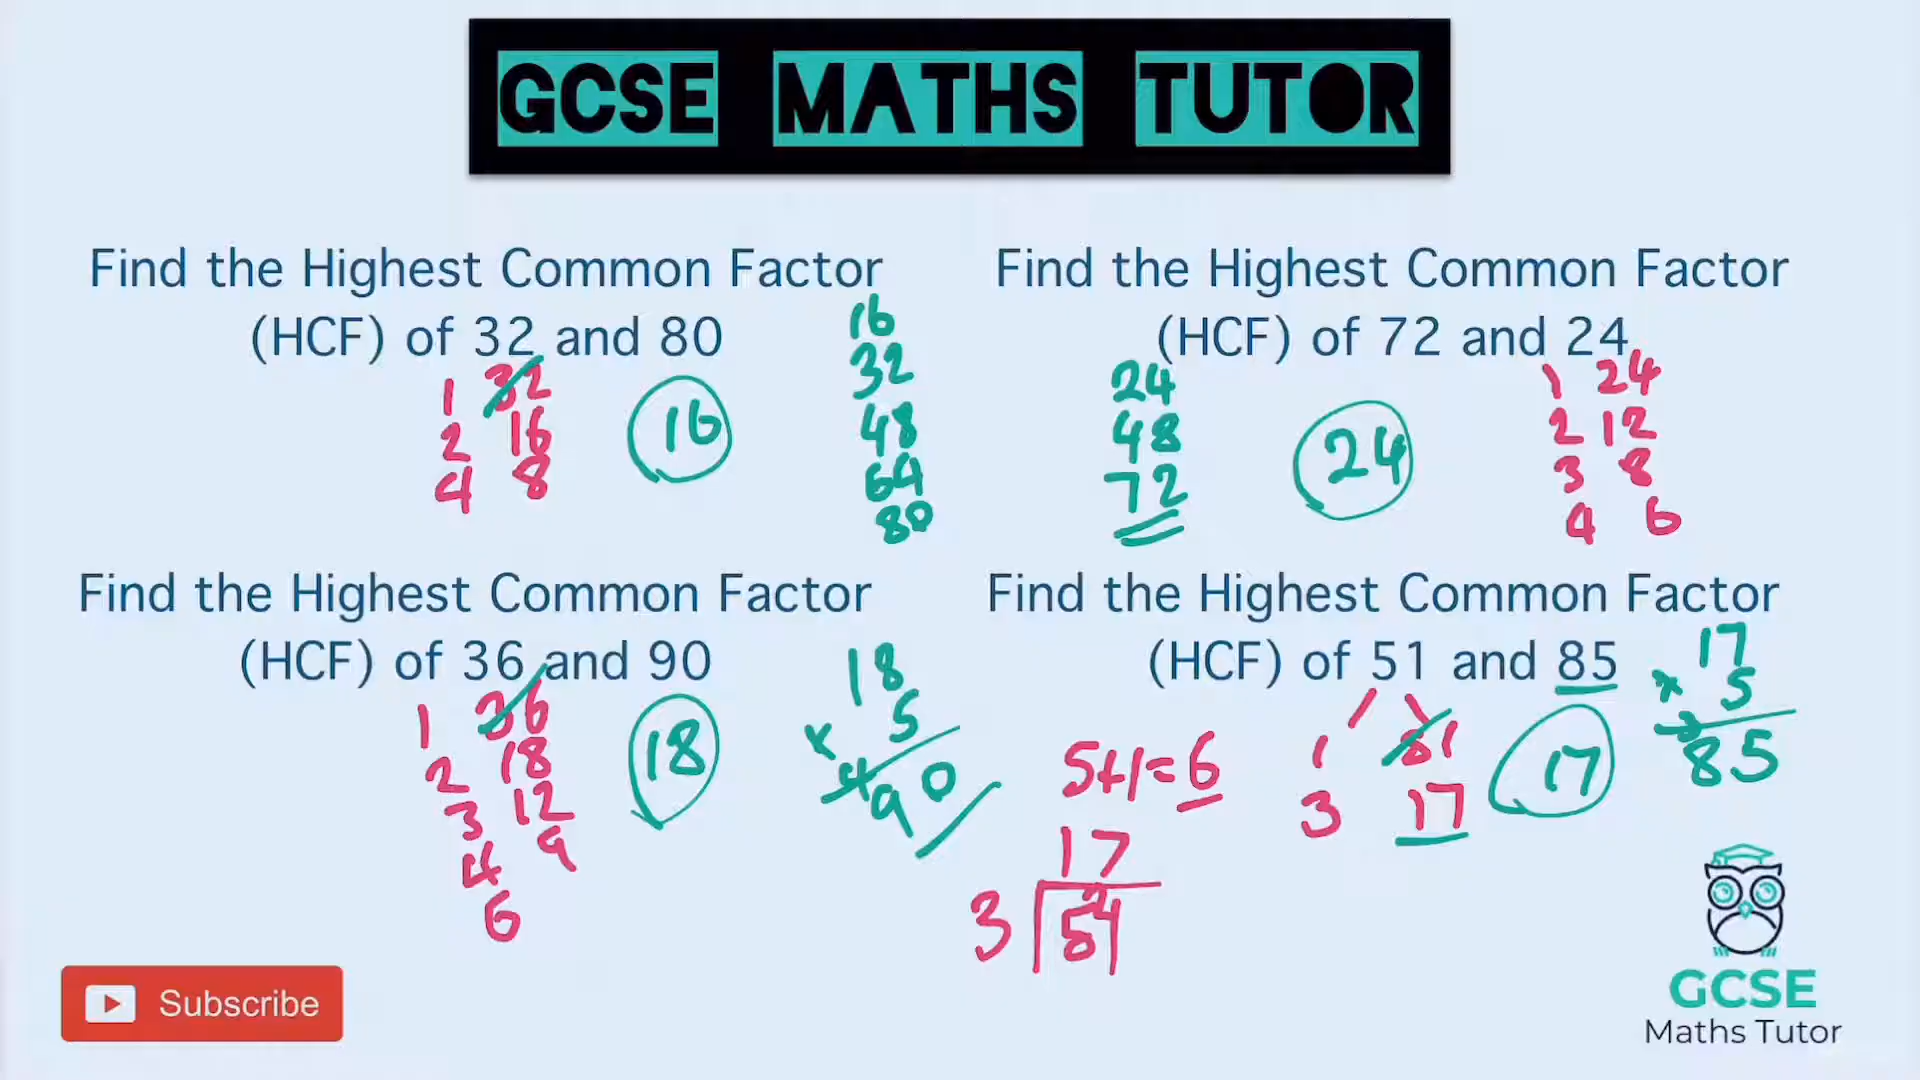 GCSE MATHS TUTOR
Find the Highest Common Factor
(HCF) of 32 and 80
1 32
2 16
4 8
16
16
32
48
64
80
Find the Highest Common Factor
(HCF) of 72 and 24
24
48
72
24
1 24
2 12
3 8
4 6
Find the Highest Common Factor
(HCF) of 36 and 90
1 36
2 18
3 12
4 9
6
18
18
× 5
4
90
Find the Highest Common Factor
(HCF) of 51 and 85
5+1=6
17
3 5 21
1 51
3 17
17
17
× 5
3
85
Subscribe
GCSE
Maths Tutor